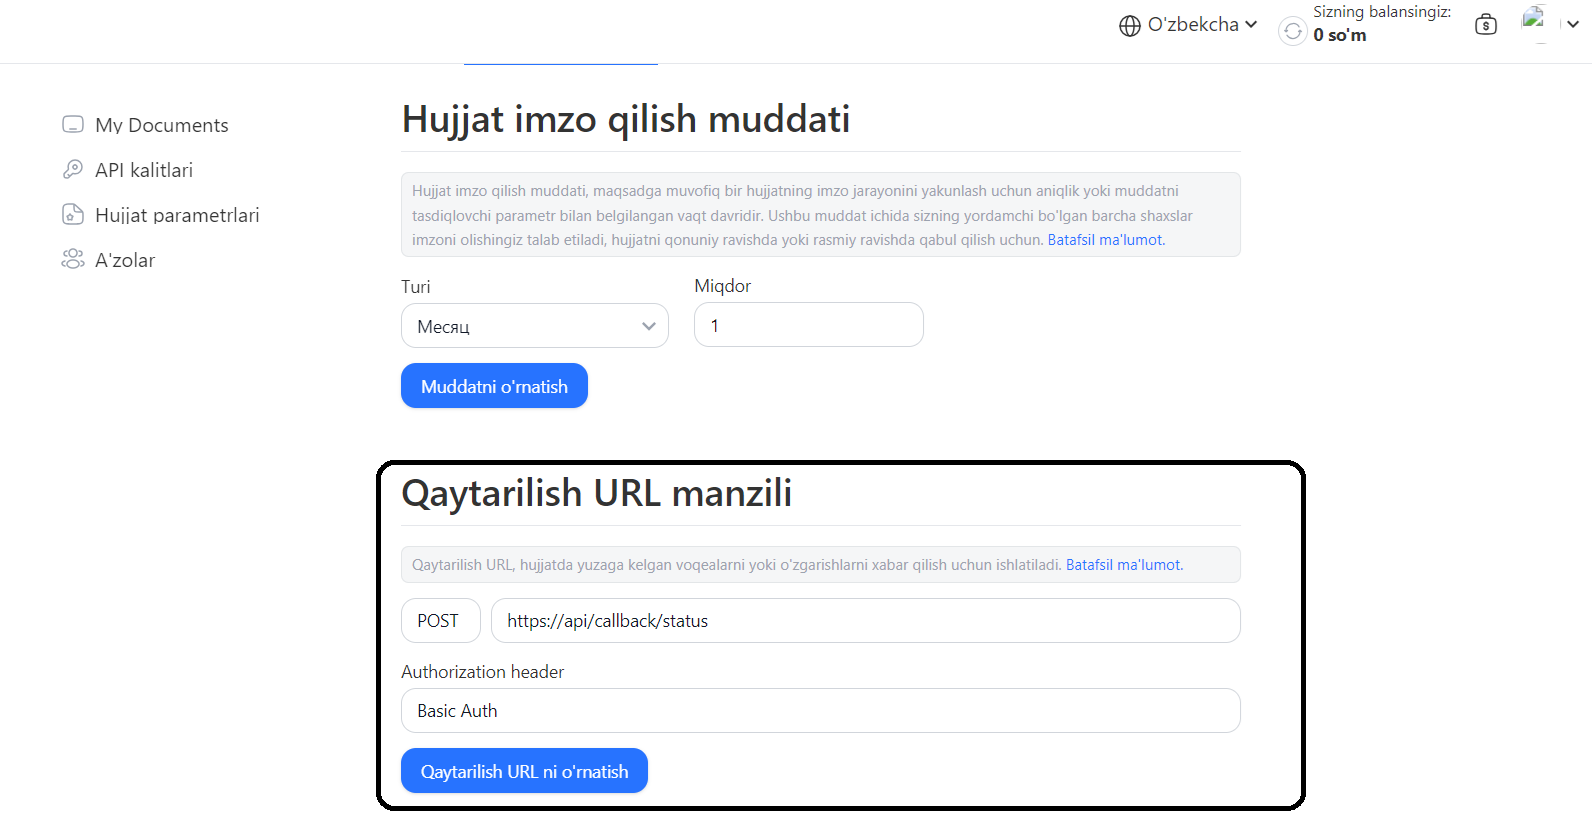 O'zbekcha
Sizning balansingiz:
0 so'm
My Documents
API kalitlari
Hujjat parametrlari
A'zolar
Hujjat imzo qilish muddati
Hujjat imzo qilish muddati, maqsadga muvofiq bir hujjatning imzo jarayonini yakunlash uchun aniqlik yoki muddatni
tasdiqlovchi parametr bilan belgilangan vaqt davridir. Ushbu muddat ichida sizning yordamchi bo'lgan barcha shaxslar
imzoni olishingiz talab etiladi, hujjatni qonuniy ravishda yoki rasmiy ravishda qabul qilish uchun. Batafsil ma'lumot.
Turi
Miqdor
Месяц
1
Muddatni o'rnatish
Qaytarilish URL manzili
Qaytarilish URL, hujjatda yuzaga kelgan voqealarni yoki o'zgarishlarni xabar qilish uchun ishlatiladi. Batafsil ma'lumot.
POST
https://api/callback/status
Authorization header
Basic Auth
Qaytarilish URL ni o'rnatish